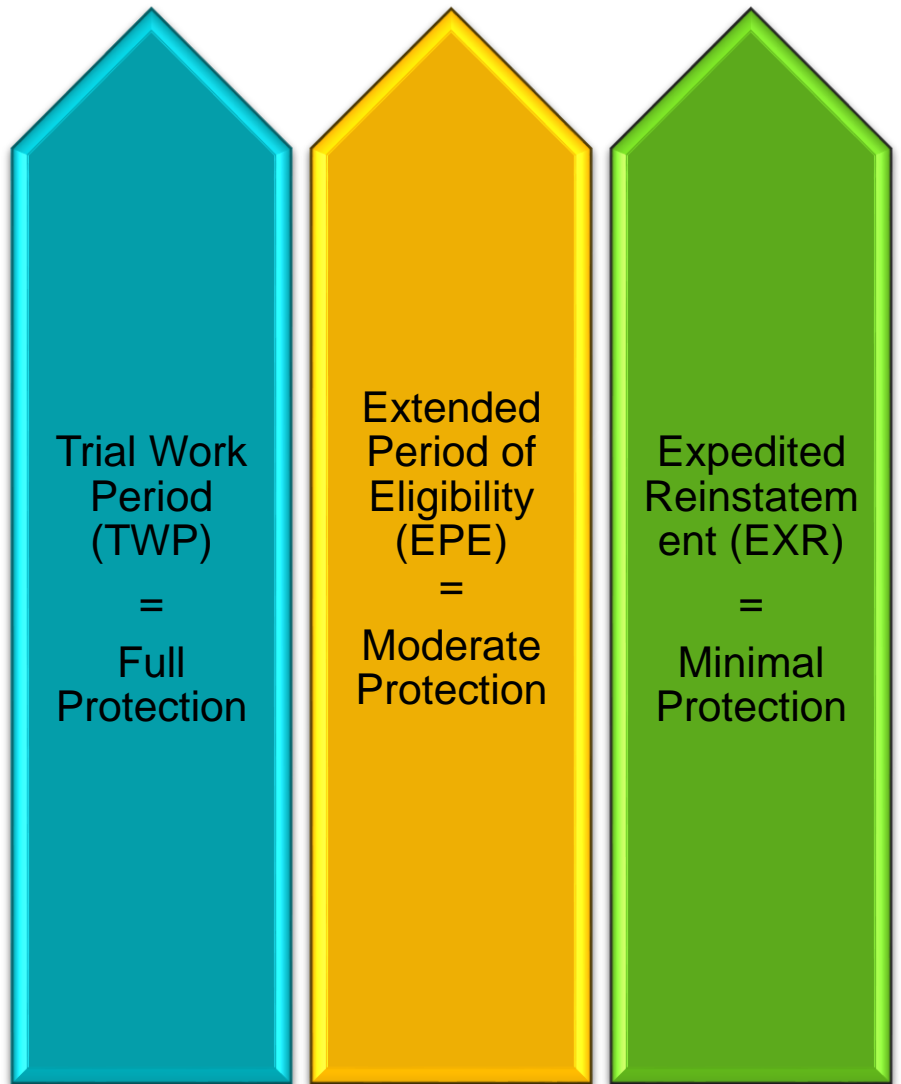 Trial Work
Period
(TWP)
=
Full
Protection
Extended
Period of
Eligibility
(EPE)
=
Moderate
Protection
Expedited
Reinstatem
ent (EXR)
=
Minimal
Protection